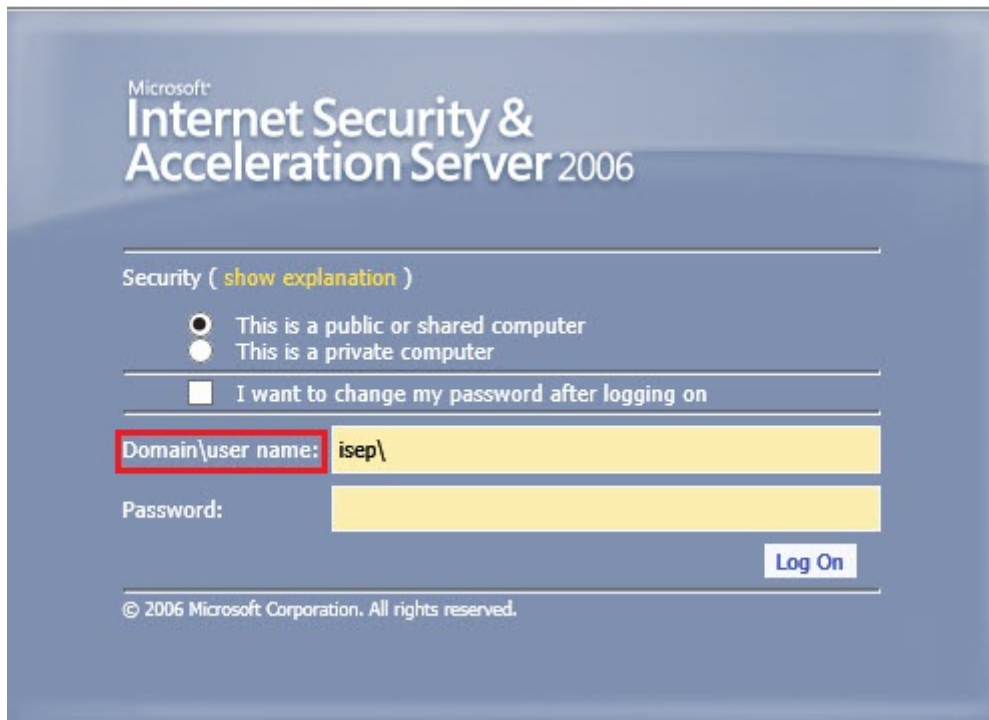 Microsoft
Internet Security &
Acceleration Server 2006
Security ( show explanation )
This is a public or shared computer
This is a private computer
I want to change my password after logging on
Domain\user name: isep\
Password:
Log On
© 2006 Microsoft Corporation. All rights reserved.